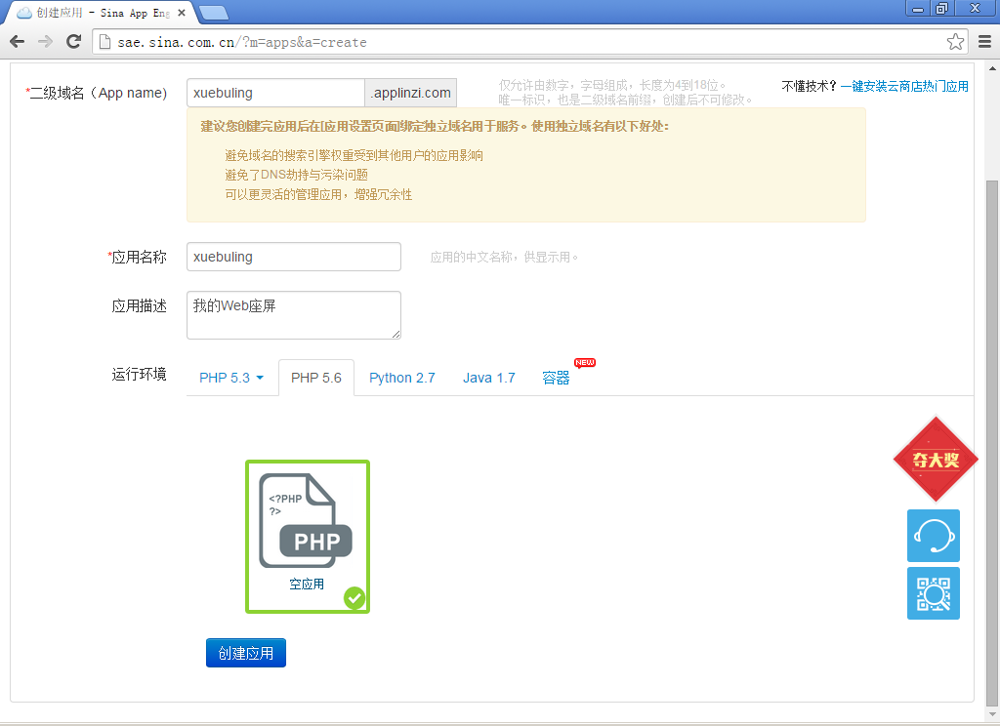 创建应用 - Sina App Eng
sae.sina.com.cn/?m=apps&a=create
*二级域名（App name） xuebuling .applinzi.com
仅允许由数字，字母组成，长度为4到18位。
唯一标识，也是二级域名前缀，创建后不可修改。
不懂技术？一键安装云商店热门应用
建议您创建完应用后在[应用设置页面]绑定独立域名用于服务。使用独立域名有以下好处：
避免域名的搜索引擎权重受到其他用户的应用影响
避免了DNS劫持与污染问题
可以更灵活的管理应用，增强冗余性
*应用名称 xuebuling 应用的中文名称，供显示用。
应用描述 我的Web座屏
运行环境 PHP 5.3 PHP 5.6 Python 2.7 Java 1.7 容器 NEW
夺大奖
<?PHP
?>
PHP
空应用
创建应用